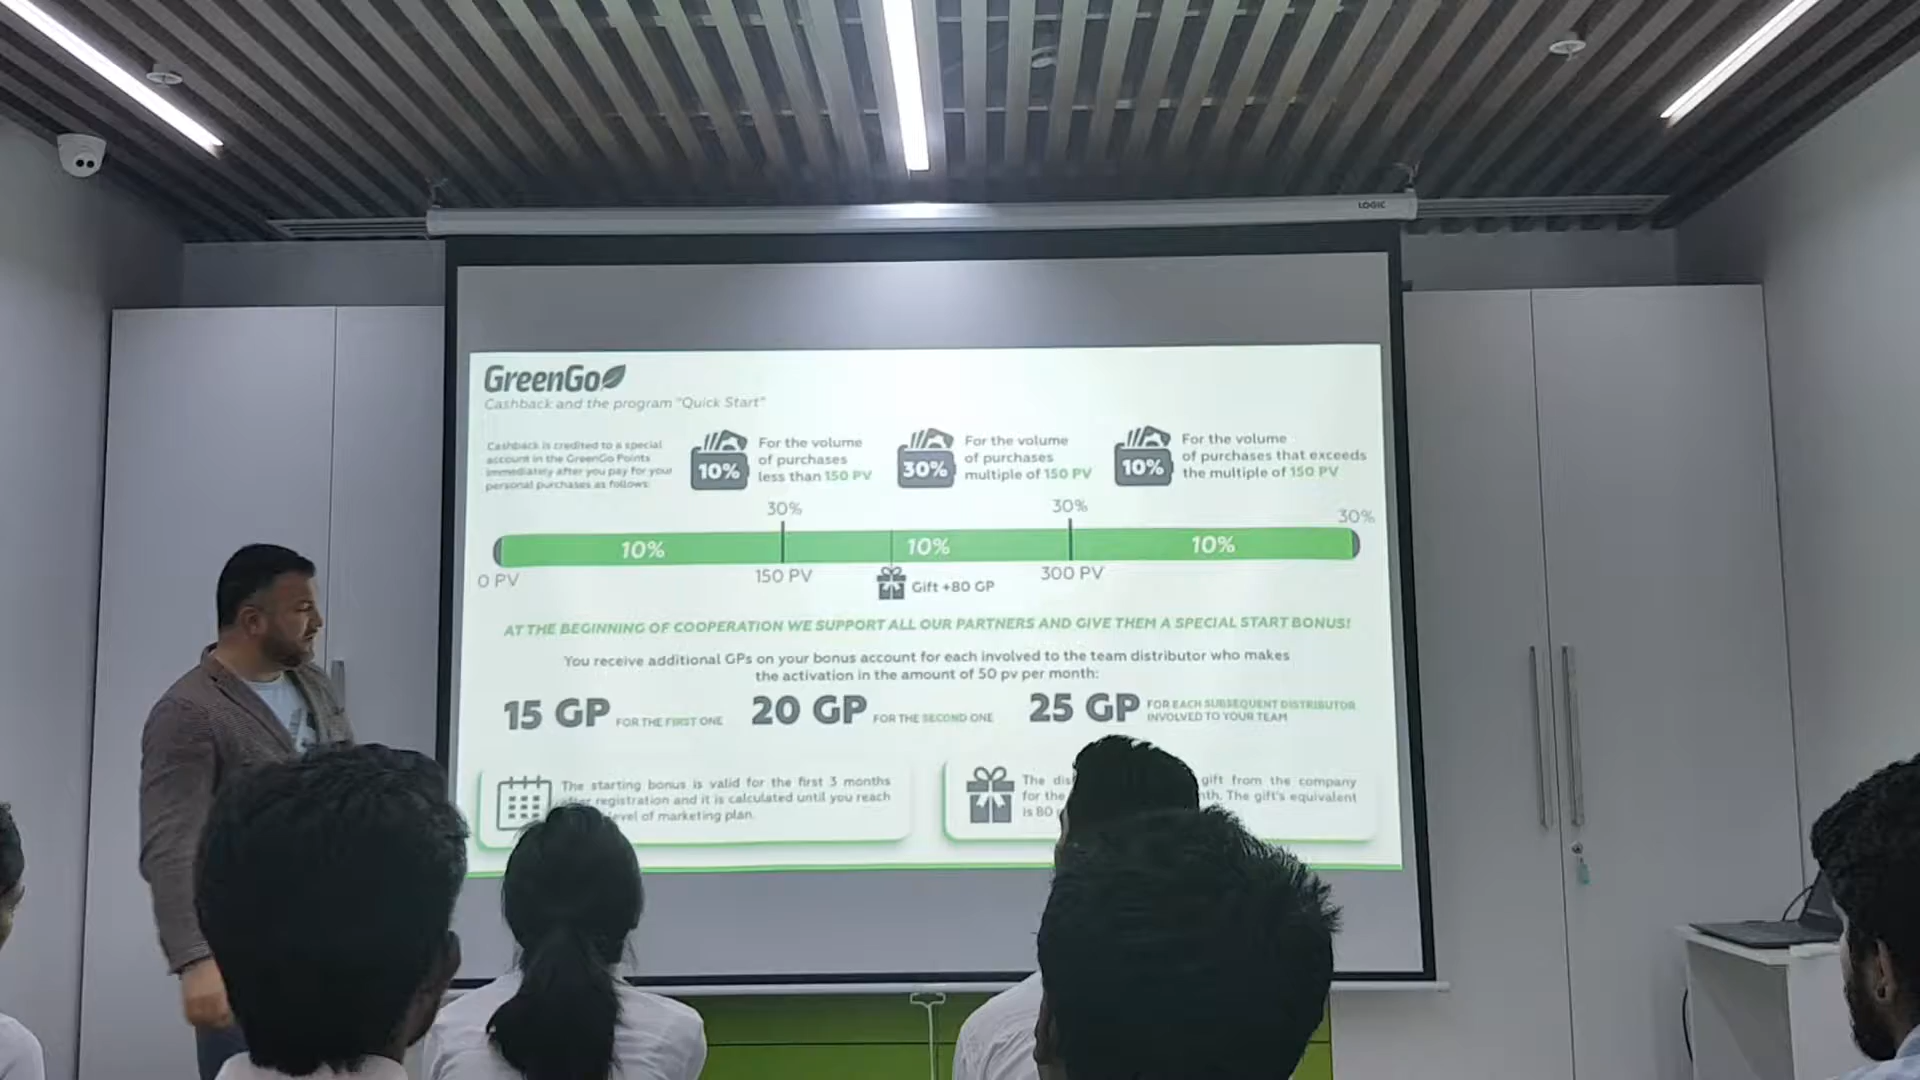 LOGIC
GreenGo
Cashback and the program "Quick Start"
Cashback is credited to a special
account in the GreenGo Points
immediately after you pay for your
personal purchases as follows:
10%
For the volume
of purchases
less than 150 PV
30%
For the volume
of purchases
multiple of 150 PV
10%
For the volume
of purchases that exceeds
the multiple of 150 PV
30%
30%
30%
10%
10%
10%
0 PV
150 PV
Gift +80 GP
300 PV
AT THE BEGINNING OF COOPERATION WE SUPPORT ALL OUR PARTNERS AND GIVE THEM A SPECIAL START BONUS!
You receive additional GPs on your bonus account for each involved to the team distributor who makes
the activation in the amount of 50 pv per month:
15 GP FOR THE FIRST ONE
20 GP FOR THE SECOND ONE
25 GP FOR EACH SUBSEQUENT DISTRIBUTOR
INVOLVED TO YOUR TEAM
The starting bonus is valid for the first 3 months
after registration and it is calculated until you reach
level of marketing plan.
The gift from the company
for the The gift's equivalent
is 80